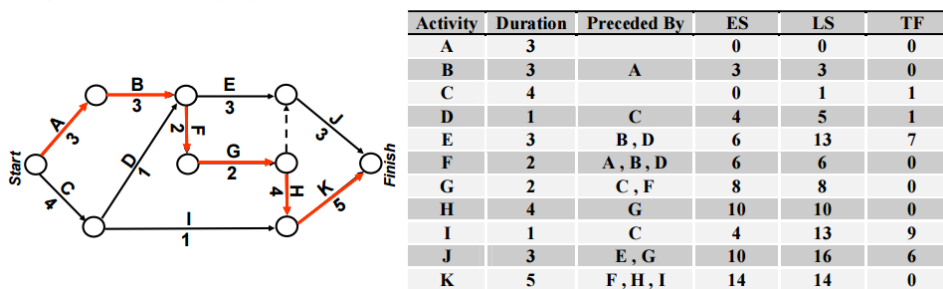 B
3
E
3
A
3
F
2
J
3
D
1
G
2
Start
C
4
H
4
K
5
Finish
I
1
Activity Duration Preceded By ES LS TF
A 3 0 0 0
B 3 A 3 3 0
C 4 0 1 1
D 1 C 4 5 1
E 3 B , D 6 13 7
F 2 A , B , D 6 6 0
G 2 C , F 8 8 0
H 4 G 10 10 0
I 1 C 4 13 9
J 3 E , G 10 16 6
K 5 F , H , I 14 14 0